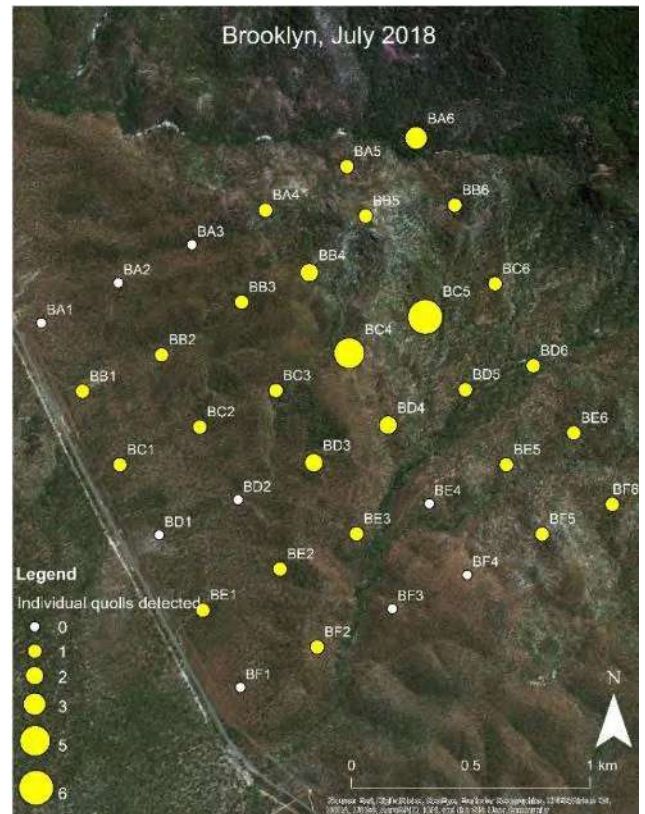 Brooklyn, July 2018
BA6
BA5
BA4
BB5
BB6
BA3
BA2
BB4
BC6
BB3
BC5
BA1
BC4
BB2
BD6
BB1
BC3
BD5
BC2
BD4
BE6
BC1
BD3
BE5
BD2
BE4
BF6
BD1
BE3
BF5
BE2
BF4
Legend
Individual quolls detected
BE1
BF3
0
1
BF2
2
BF1
N
3
5
6
0
0.5
1 km